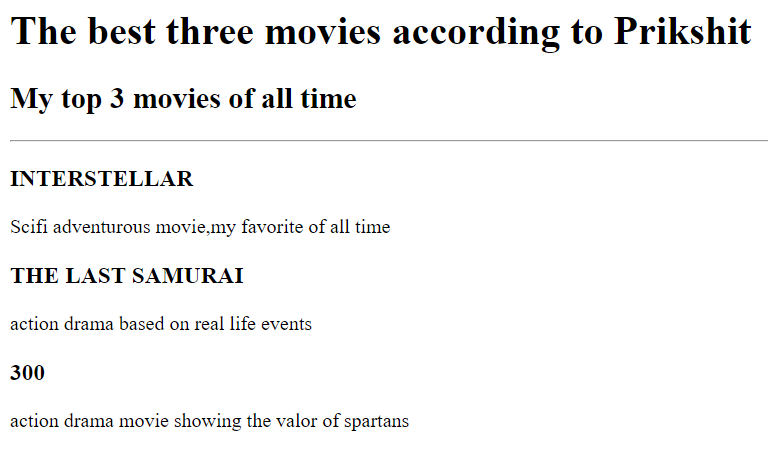 The best three movies according to Prikshit
My top 3 movies of all time
INTERSTELLAR
Scifi adventurous movie,my favorite of all time
THE LAST SAMURAI
action drama based on real life events
300
action drama movie showing the valor of spartans